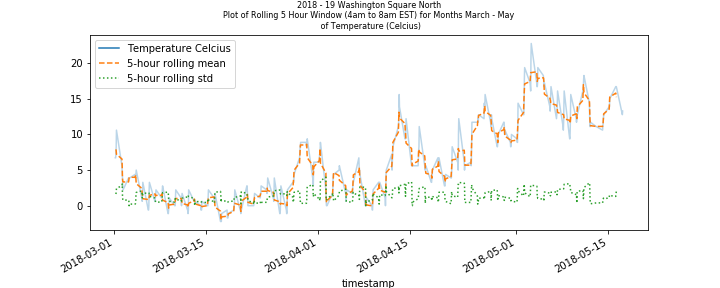 2018 - 19 Washington Square North
Plot of Rolling 5 Hour Window (4am to 8am EST) for Months March - May
of Temperature (Celcius)
Temperature Celcius
5-hour rolling mean
5-hour rolling std
20
15
10
5
0
2018-03-01
2018-03-15
2018-04-01
2018-04-15
2018-05-01
2018-05-15
timestamp